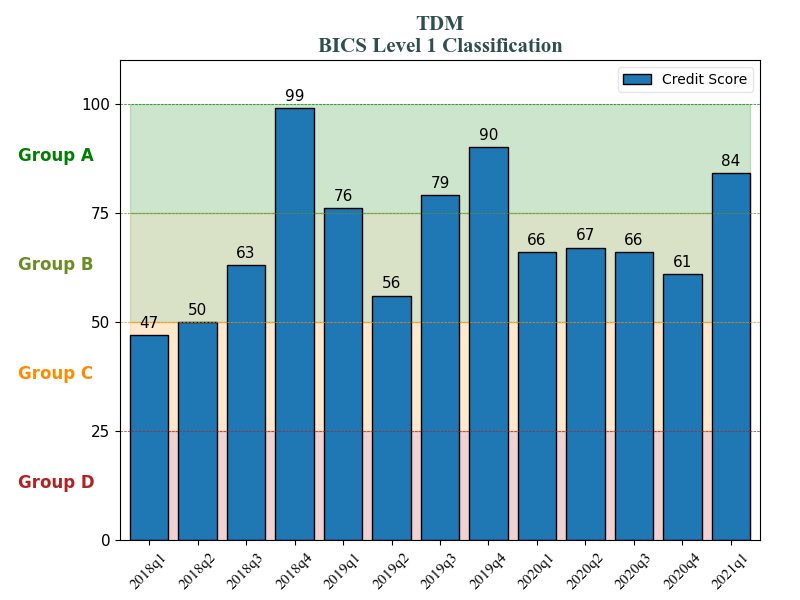 TDM
BICS Level 1 Classification
Credit Score
100
75
50
25
0
Group A
Group B
Group C
Group D
47
50
63
99
76
56
79
90
66
67
66
61
84
2018q1
2018q2
2018q3
2018q4
2019q1
2019q2
2019q3
2019q4
2020q1
2020q2
2020q3
2020q4
2021q1